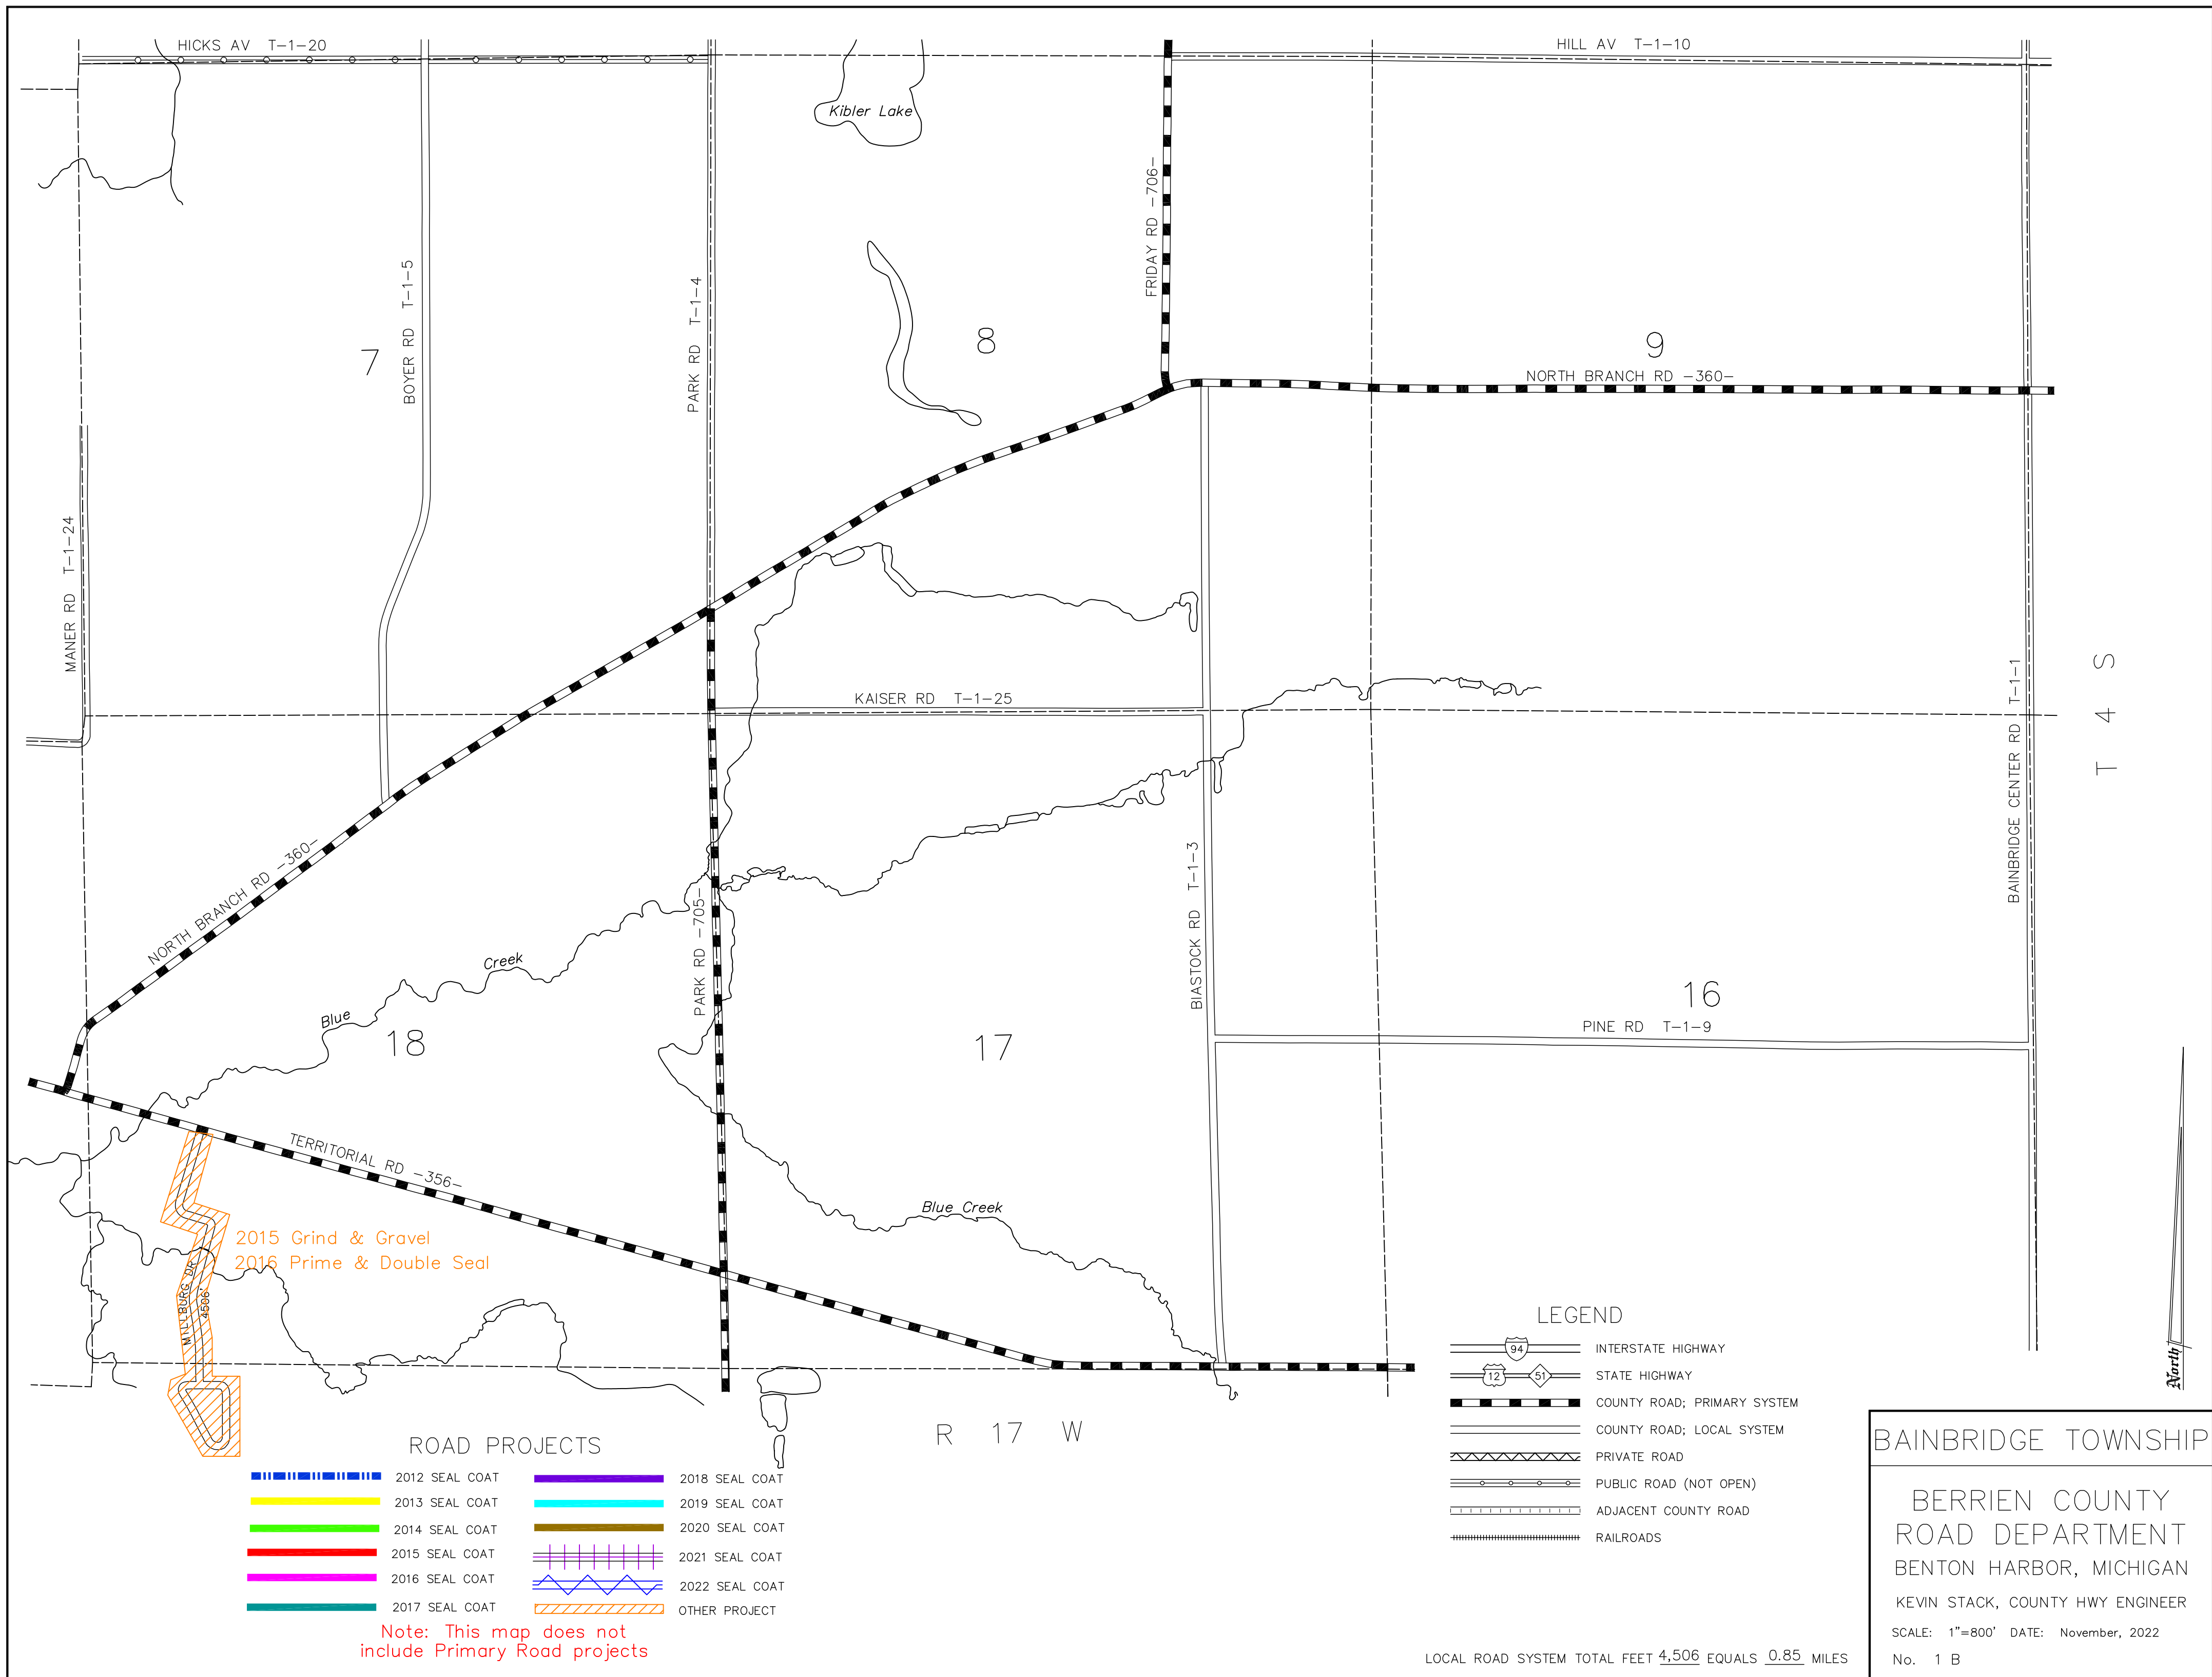 HICKS AV T-1-20
HILL AV T-1-10
Kibler Lake
FRIDAY RD -706-
BOYER RD T-1-5
PARK RD T-1-4
7
8
9
NORTH BRANCH RD -360-
MANER RD T-1-24
KAISER RD T-1-25
BAINBRIDGE CENTER RD T-1-1
T 4 S
NORTH BRANCH RD -360-
PARK RD -705-
BIASTOCK RD T-1-3
Blue Creek
18
17
16
PINE RD T-1-9
TERRITORIAL RD -356-
Blue Creek
2015 Grind & Gravel
2016 Prime & Double Seal
MILLBURG DR
4506'
R 17 W
North
LEGEND
94 INTERSTATE HIGHWAY
12 51 STATE HIGHWAY
COUNTY ROAD; PRIMARY SYSTEM
COUNTY ROAD; LOCAL SYSTEM
PRIVATE ROAD
PUBLIC ROAD (NOT OPEN)
ADJACENT COUNTY ROAD
RAILROADS
ROAD PROJECTS
2012 SEAL COAT
2013 SEAL COAT
2014 SEAL COAT
2015 SEAL COAT
2016 SEAL COAT
2017 SEAL COAT
2018 SEAL COAT
2019 SEAL COAT
2020 SEAL COAT
2021 SEAL COAT
2022 SEAL COAT
OTHER PROJECT
Note: This map does not
include Primary Road projects
LOCAL ROAD SYSTEM TOTAL FEET 4,506 EQUALS 0.85 MILES
BAINBRIDGE TOWNSHIP
BERRIEN COUNTY
ROAD DEPARTMENT
BENTON HARBOR, MICHIGAN
KEVIN STACK, COUNTY HWY ENGINEER
SCALE: 1"=800' DATE: November, 2022
No. 1 B